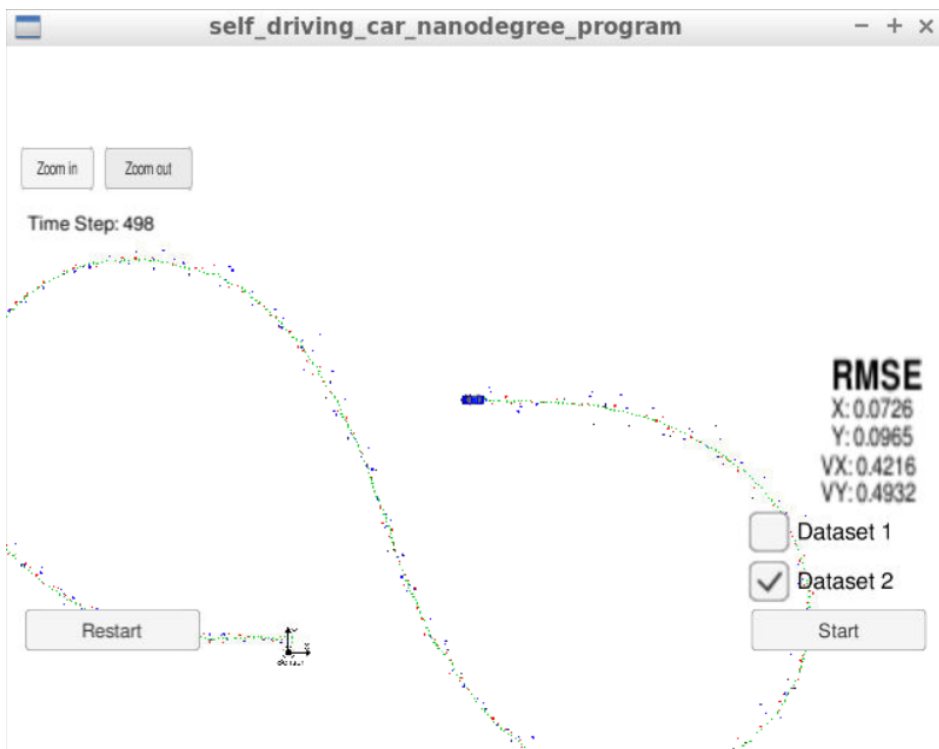 self_driving_car_nanodegree_program
Zoom in
Zoom out
Time Step: 498
RMSE
X: 0.0726
Y: 0.0965
VX: 0.4216
VY: 0.4932
Dataset 1
Dataset 2
Restart
Start